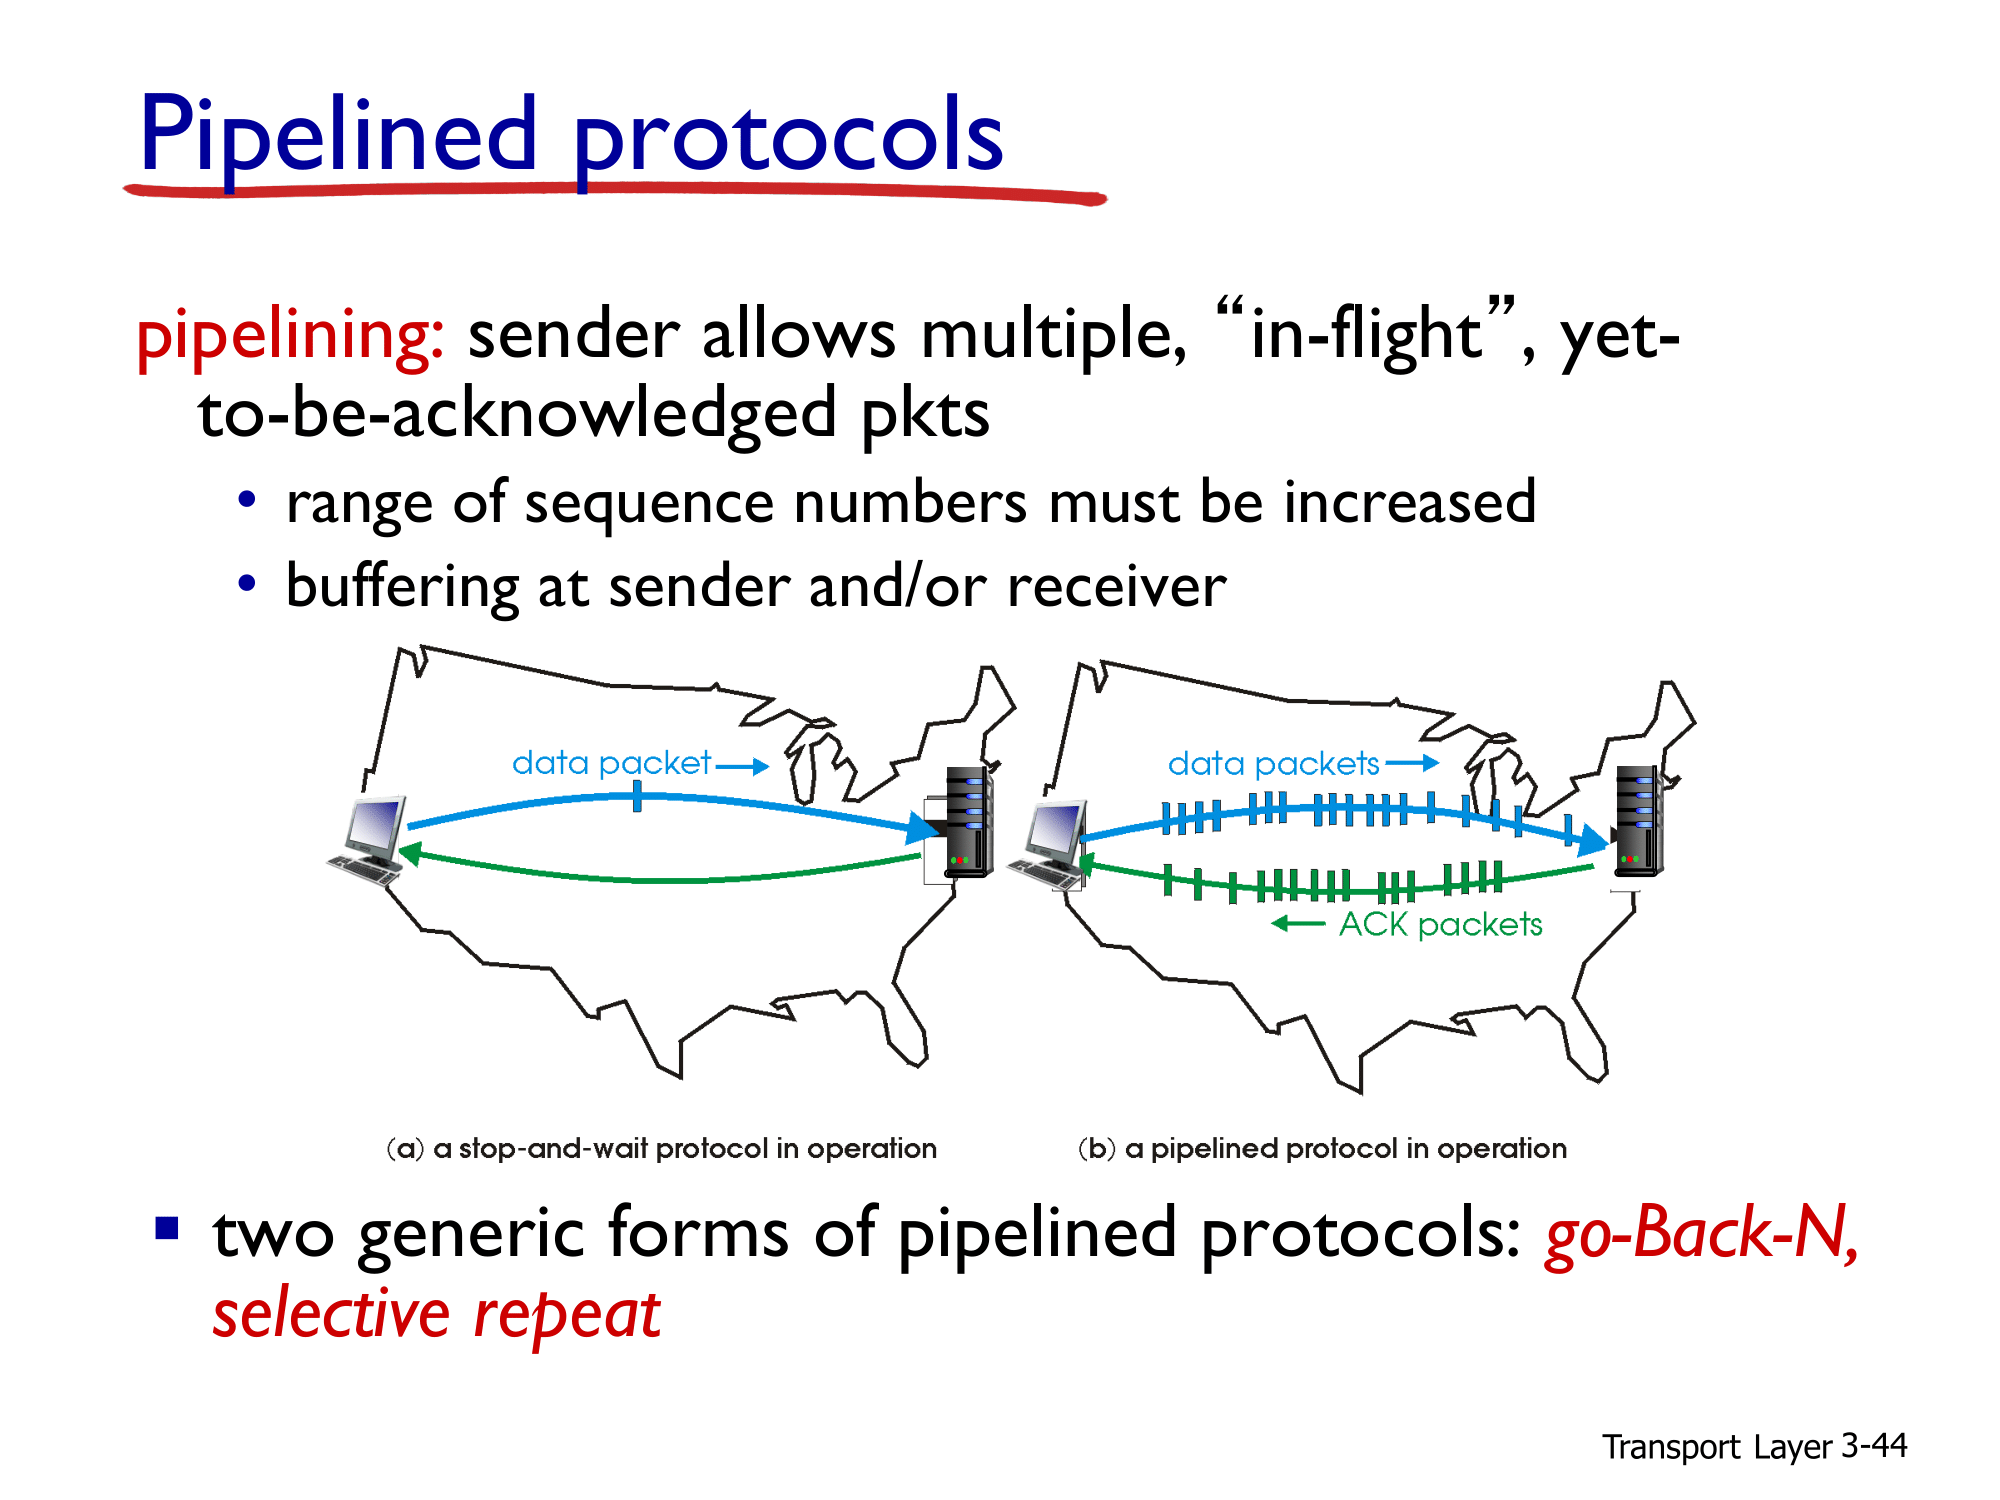 Pipelined protocols
pipelining: sender allows multiple, “in-flight”, yet-
to-be-acknowledged pkts
• range of sequence numbers must be increased
• buffering at sender and/or receiver
data packet
data packets
ACK packets
(a) a stop-and-wait protocol in operation
(b) a pipelined protocol in operation
▪ two generic forms of pipelined protocols: go-Back-N,
selective repeat
Transport Layer 3-44